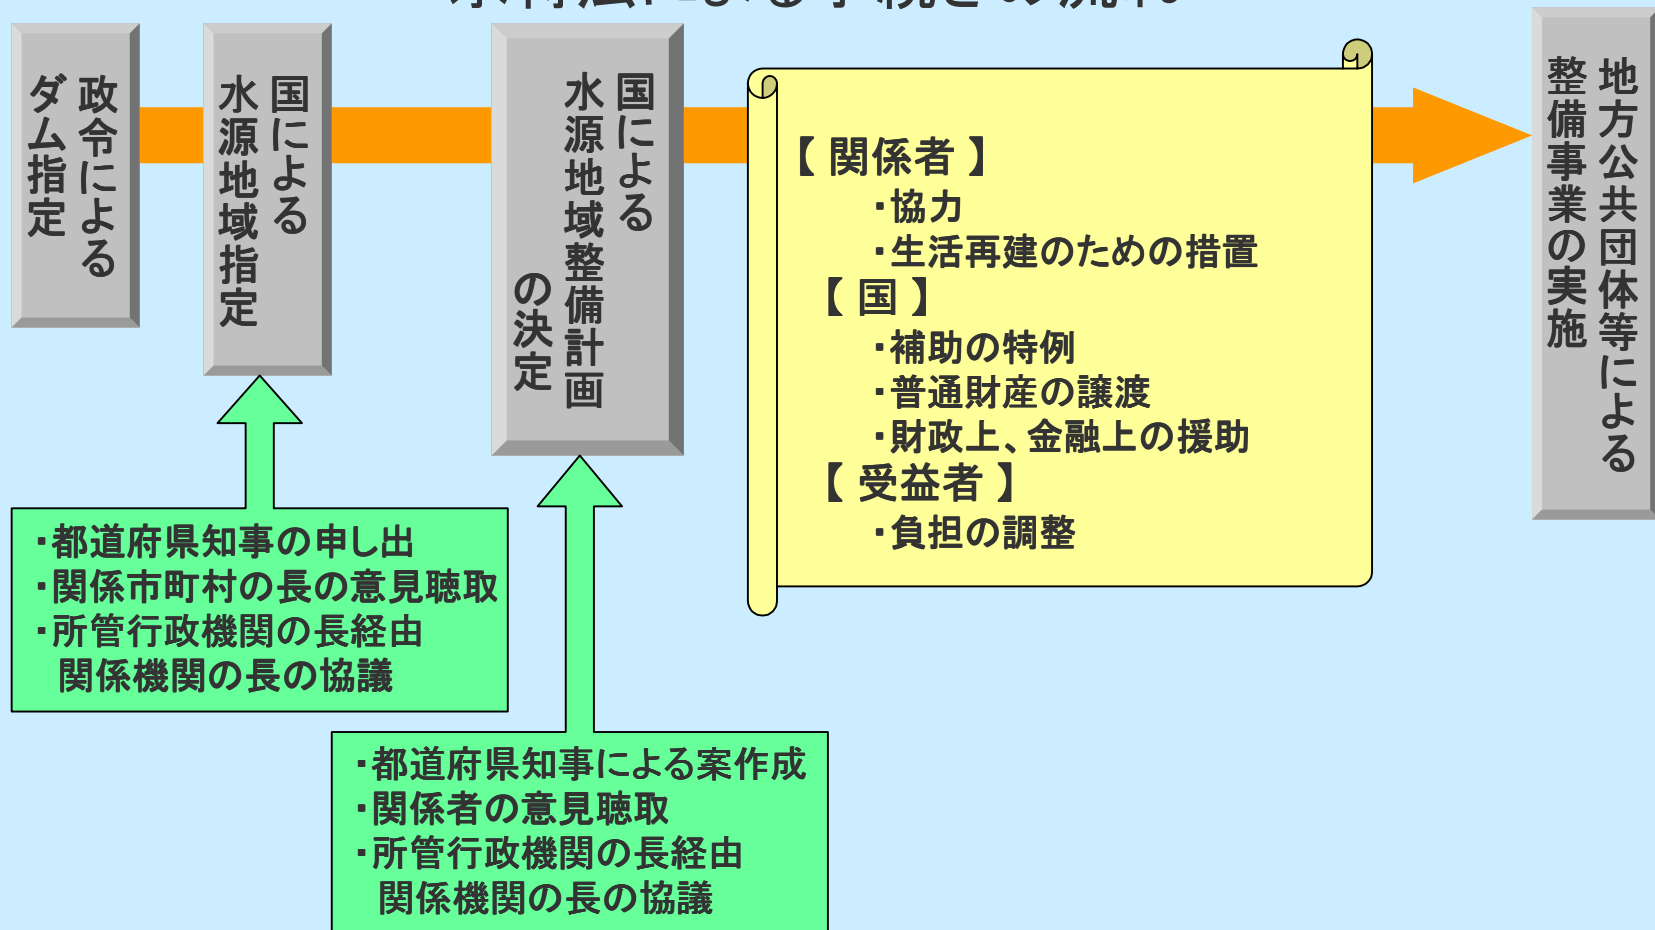 政令による
ダム指定
国による
水源地域指定
国による
水源地域整備計画
の決定
【 関係者 】
・協力
・生活再建のための措置
【 国 】
・補助の特例
・普通財産の譲渡
・財政上、金融上の援助
【 受益者 】
・負担の調整
地方公共団体等による
整備事業の実施
・都道府県知事の申し出
・関係市町村の長の意見聴取
・所管行政機関の長経由
関係機関の長の協議
・都道府県知事による案作成
・関係者の意見聴取
・所管行政機関の長経由
関係機関の長の協議